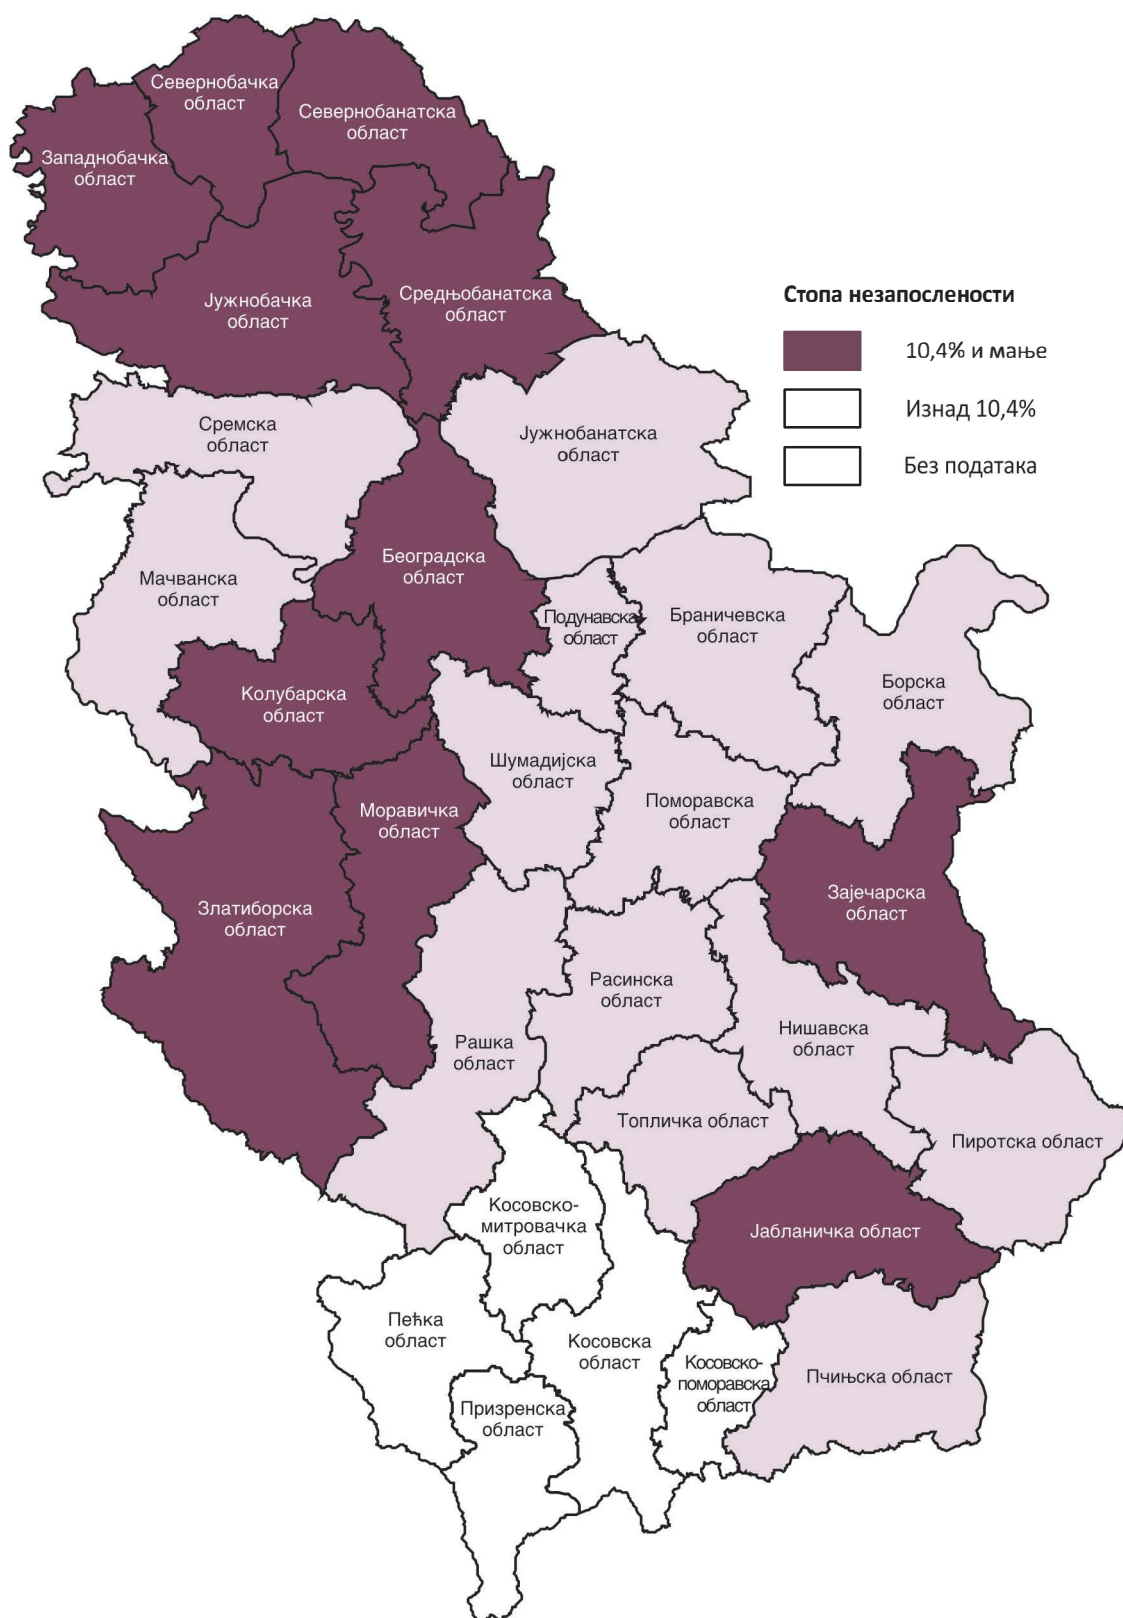 Севернобачка
област
Севернобанатска
област
Западнобачка
област
Јужнобачка
област
Средњобанатска
област
Стопа незапослености
10,4% и мање
Изнад 10,4%
Без података
Сремска
област
Јужнобанатска
област
Београдска
област
Мачванска
област
Подунавска
област
Браничевска
област
Борска
област
Колубарска
област
Шумадијска
област
Поморавска
област
Моравичка
област
Златиборска
област
Зајечарска
област
Расинска
област
Рашка
област
Нишавска
област
Топличка област
Пиротска област
Јабланичка област
Косовско-
митровачка
област
Пећка
област
Косовска
област
Косовско-
поморавска
област
Пчињска област
Призренска
област